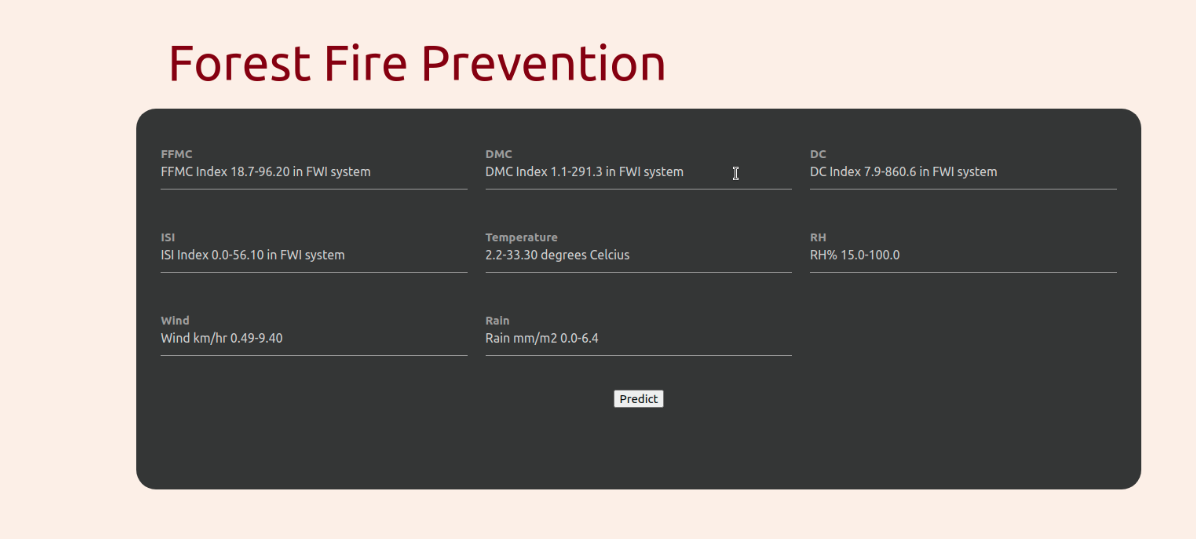 Forest Fire Prevention
FFMC
FFMC Index 18.7-96.20 in FWI system
DMC
DMC Index 1.1-291.3 in FWI system
DC
DC Index 7.9-860.6 in FWI system
ISI
ISI Index 0.0-56.10 in FWI system
Temperature
2.2-33.30 degrees Celcius
RH
RH% 15.0-100.0
Wind
Wind km/hr 0.49-9.40
Rain
Rain mm/m2 0.0-6.4
Predict